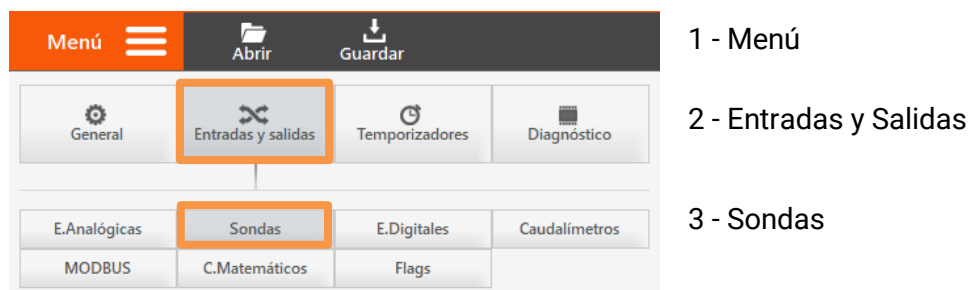 Menú
Abrir
Guardar
1 - Menú
General
Entradas y salidas
Temporizadores
Diagnóstico
2 - Entradas y Salidas
E.Analógicas
Sondas
E.Digitales
Caudalímetros
3 - Sondas
MODBUS
C.Matemáticos
Flags